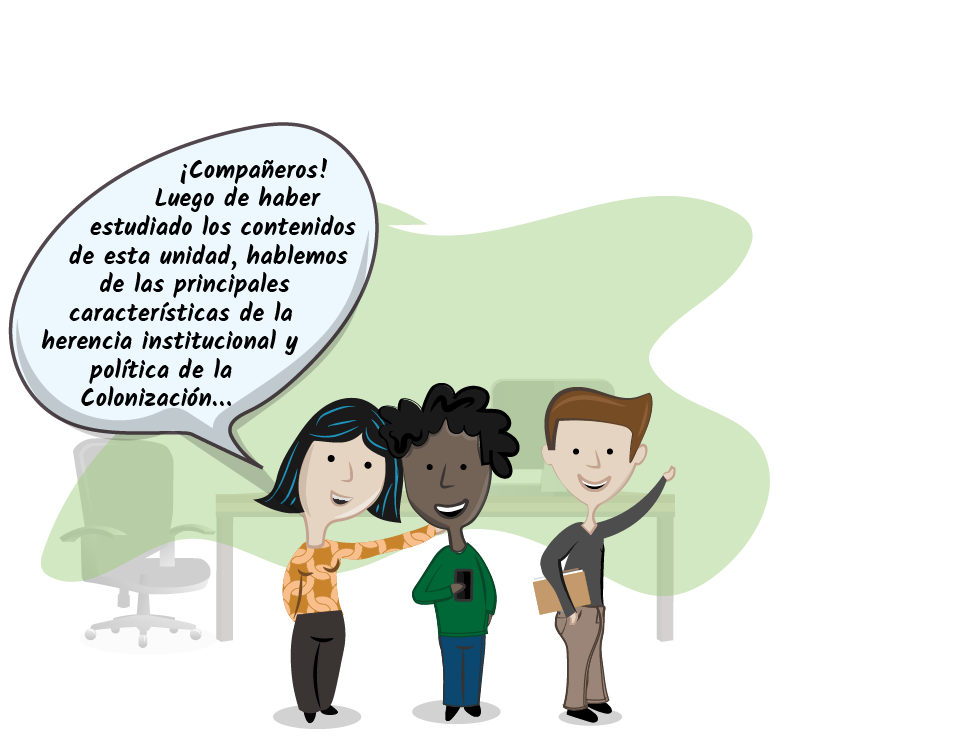 ¡Compañeros!
Luego de haber
estudiado los contenidos
de esta unidad, hablemos
de las principales
características de la
herencia institucional y
política de la
Colonización...